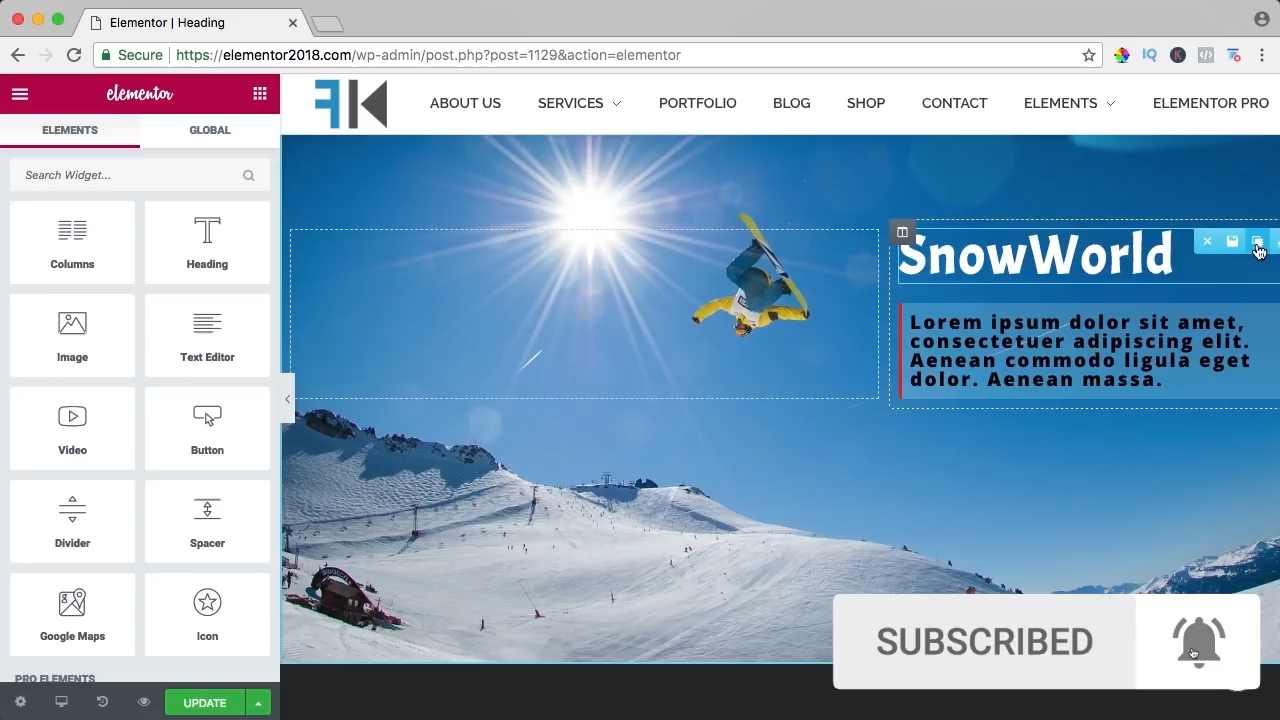 Elementor | Heading
Secure
https://elementor2018.com/wp-admin/post.php?post=1129&action=elementor
elementor
ELEMENTS
GLOBAL
Search Widget...
Columns
Heading
Image
Text Editor
Video
Button
Divider
Spacer
Google Maps
Icon
PRO ELEMENTS
UPDATE
FK
ABOUT US
SERVICES
PORTFOLIO
BLOG
SHOP
CONTACT
ELEMENTS
ELEMENTOR PRO
SnowWorld
Lorem ipsum dolor sit amet,
consectetuer adipiscing elit.
Aenean commodo ligula eget
dolor. Aenean massa.
SUBSCRIBED